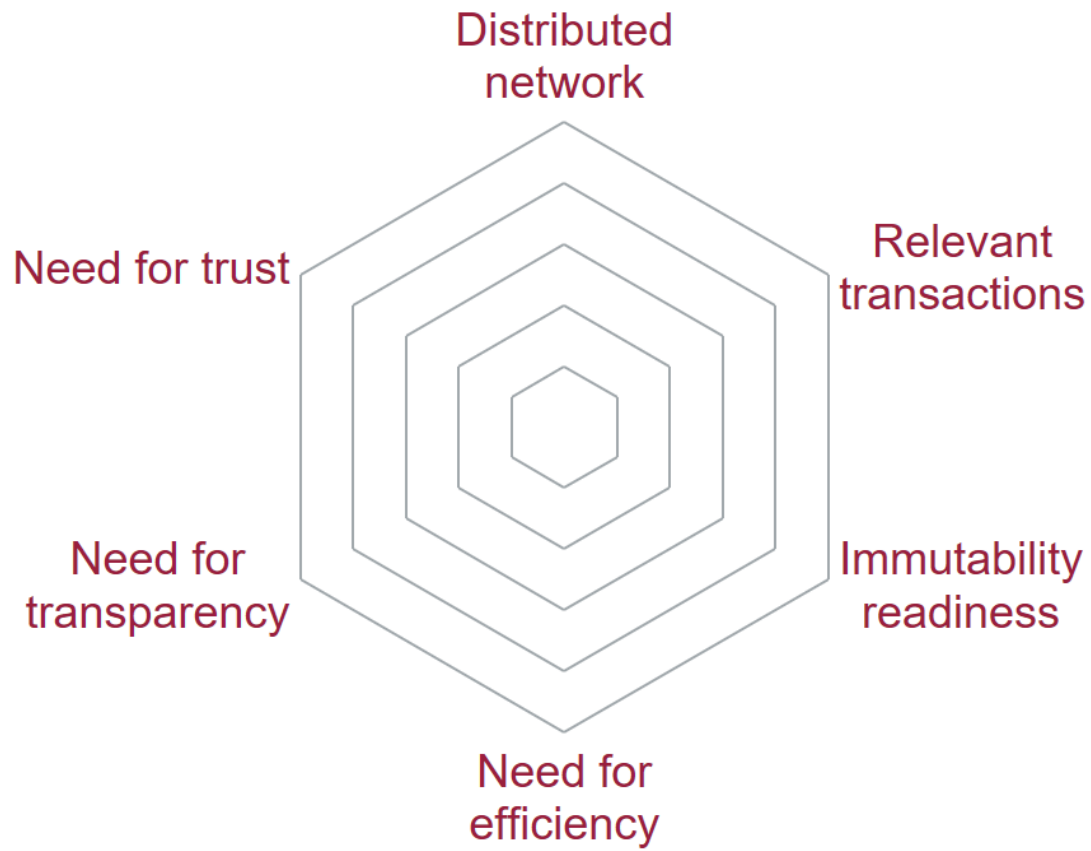 Distributed
network
Need for trust
Relevant
transactions
Need for
transparency
Immutability
readiness
Need for
efficiency